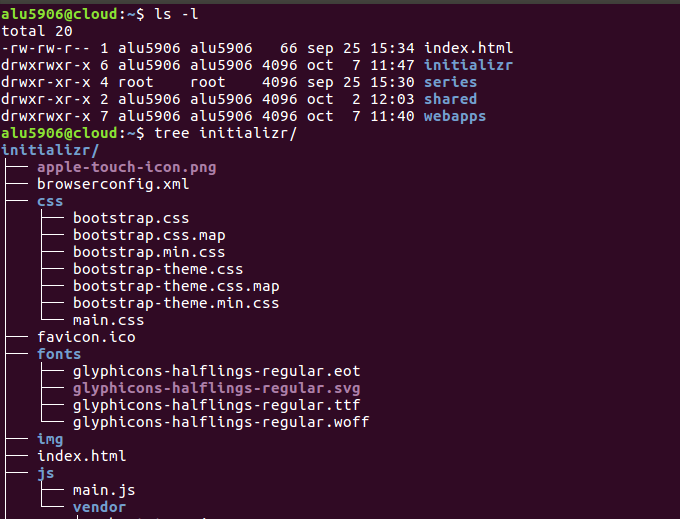 alu5906@cloud:~$ ls -l
total 20
-rw-rw-r-- 1 alu5906 alu5906   66 sep 25 15:34 index.html
drwxrwxr-x 6 alu5906 alu5906 4096 oct  7 11:47 initializr
drwxr-xr-x 4 root    root    4096 sep 25 15:30 series
drwxr-xr-x 2 alu5906 alu5906 4096 oct  2 12:03 shared
drwxrwxr-x 7 alu5906 alu5906 4096 oct  7 11:40 webapps
alu5906@cloud:~$ tree initializr/
initializr/
├── apple-touch-icon.png
├── browserconfig.xml
├── css
│   ├── bootstrap.css
│   ├── bootstrap.css.map
│   ├── bootstrap.min.css
│   ├── bootstrap-theme.css
│   ├── bootstrap-theme.css.map
│   ├── bootstrap-theme.min.css
│   └── main.css
├── favicon.ico
├── fonts
│   ├── glyphicons-halflings-regular.eot
│   ├── glyphicons-halflings-regular.svg
│   ├── glyphicons-halflings-regular.ttf
│   └── glyphicons-halflings-regular.woff
├── img
├── index.html
├── js
│   ├── main.js
│   └── vendor